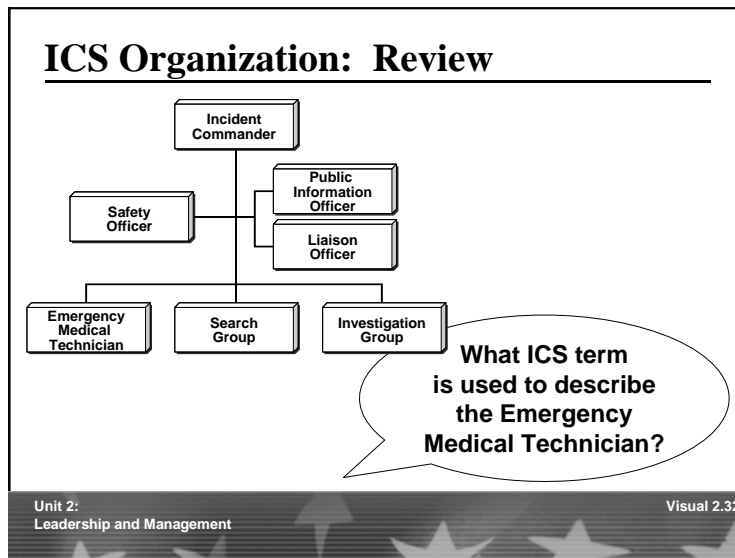 ICS Organization: Review
Incident
Commander
Public
Information
Officer
Safety
Officer
Liaison
Officer
Emergency
Medical
Technician
Search
Group
Investigation
Group
What ICS term
is used to describe
the Emergency
Medical Technician?
Unit 2:
Leadership and Management
Visual 2.32